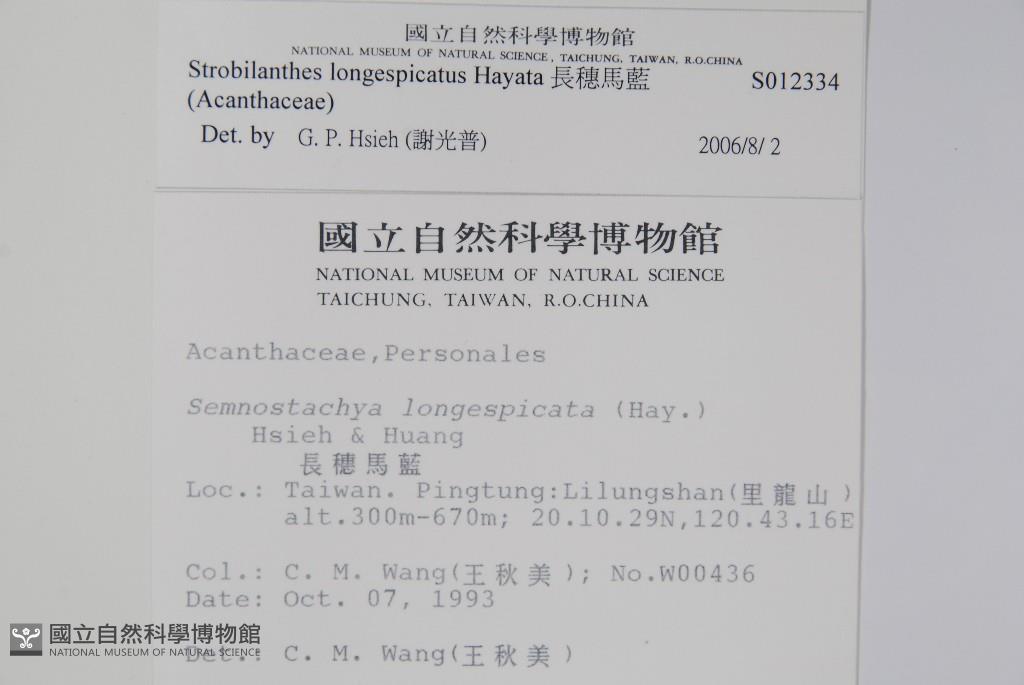 國立自然科學博物館
NATIONAL MUSEUM OF NATURAL SCIENCE, TAICHUNG, TAIWAN, R.O.CHINA
Strobilanthes longespicatus Hayata 長穗馬藍 S012334
(Acanthaceae)
Det. by G. P. Hsieh (謝光普) 2006/8/ 2
國立自然科學博物館
NATIONAL MUSEUM OF NATURAL SCIENCE
TAICHUNG, TAIWAN, R.O.CHINA
Acanthaceae,Personales
Semnostachya longespicata (Hay.)
Hsieh & Huang
長穗馬藍
Loc.: Taiwan. Pingtung:Lilungshan(里龍山)
alt.300m-670m; 20.10.29N,120.43.16E
Col.: C. M. Wang(王秋美); No.W00436
Date: Oct. 07, 1993
Det.: C. M. Wang(王秋美)
國立自然科學博物館
NATIONAL MUSEUM OF NATURAL SCIENCE